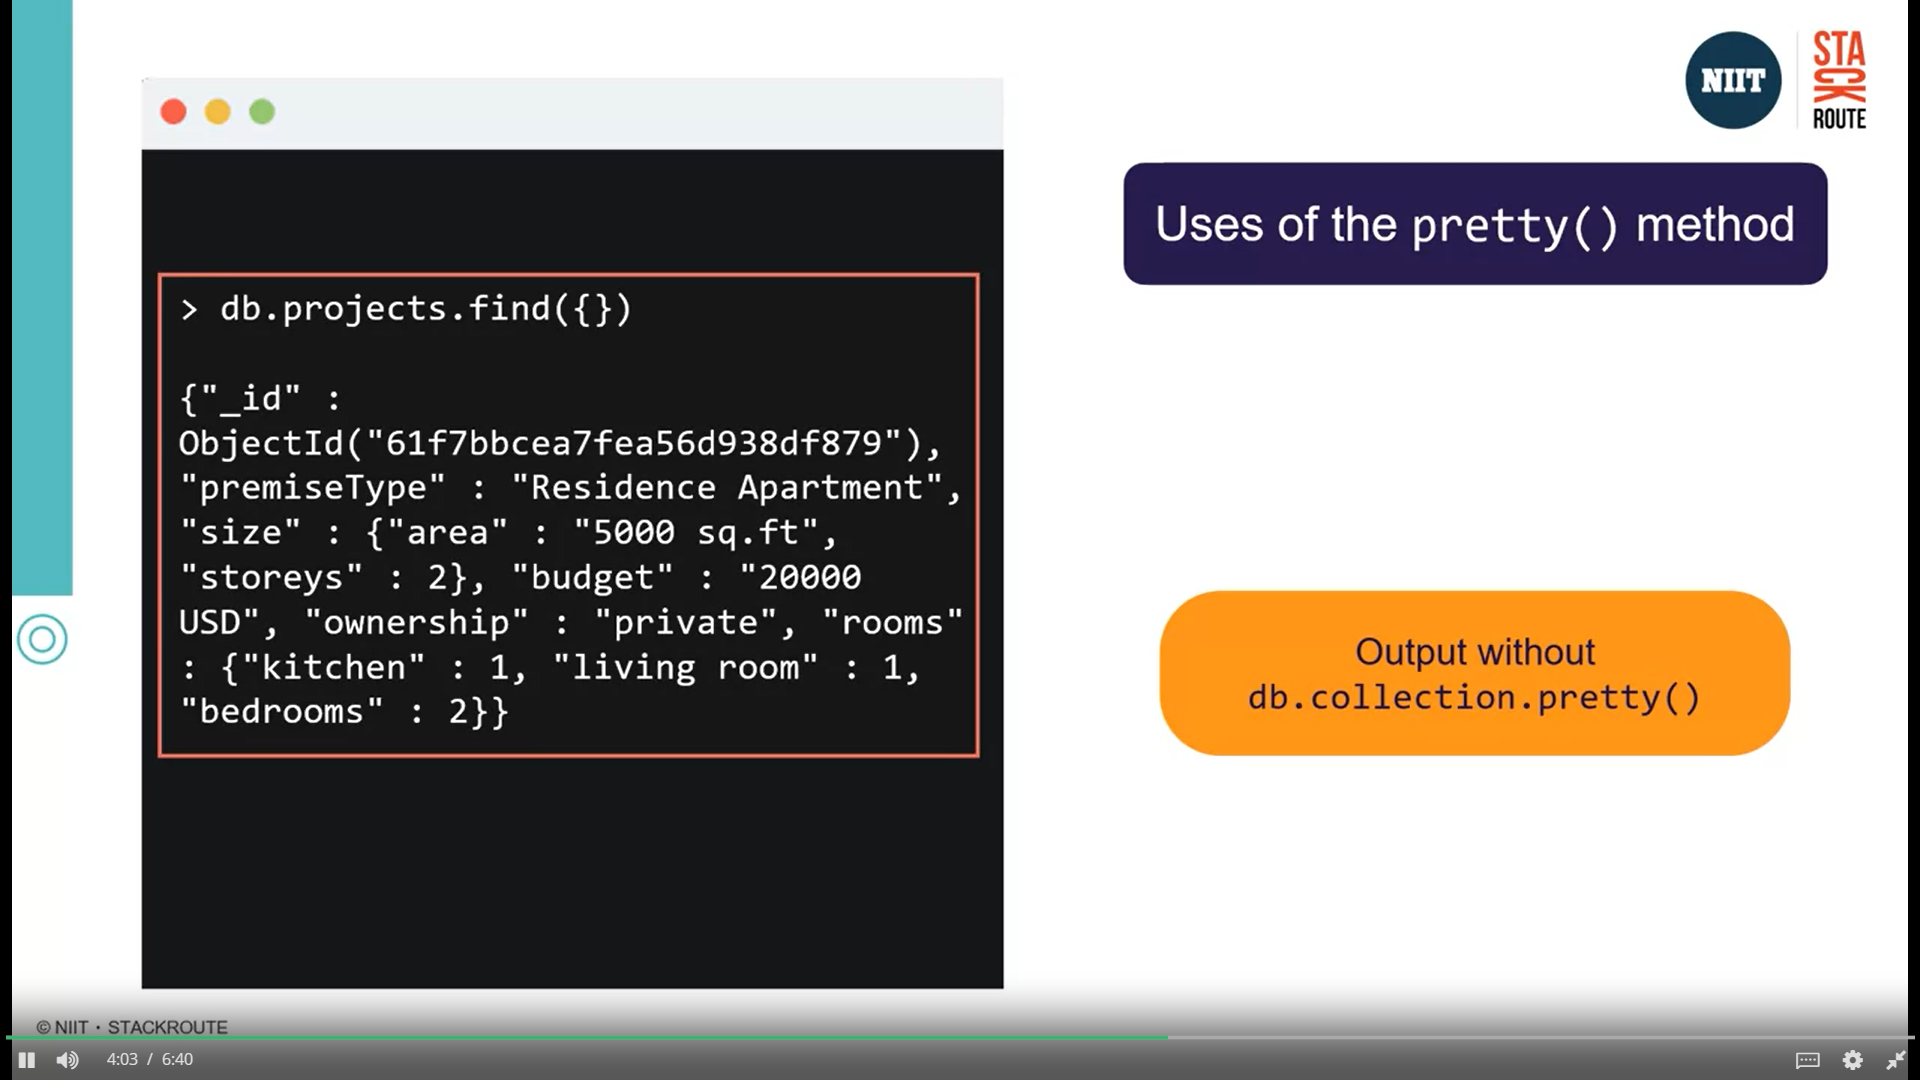 NIIT
STA
CK
ROUTE
Uses of the pretty() method
> db.projects.find({})
{"_id" :
ObjectId("61f7bbcea7fea56d938df879"),
"premiseType" : "Residence Apartment",
"size" : {"area" : "5000 sq.ft",
"storeys" : 2}, "budget" : "20000
USD", "ownership" : "private", "rooms"
: {"kitchen" : 1, "living room" : 1,
"bedrooms" : 2}}
Output without
db.collection.pretty()
© NIIT · STACKROUTE
4:03 / 6:40